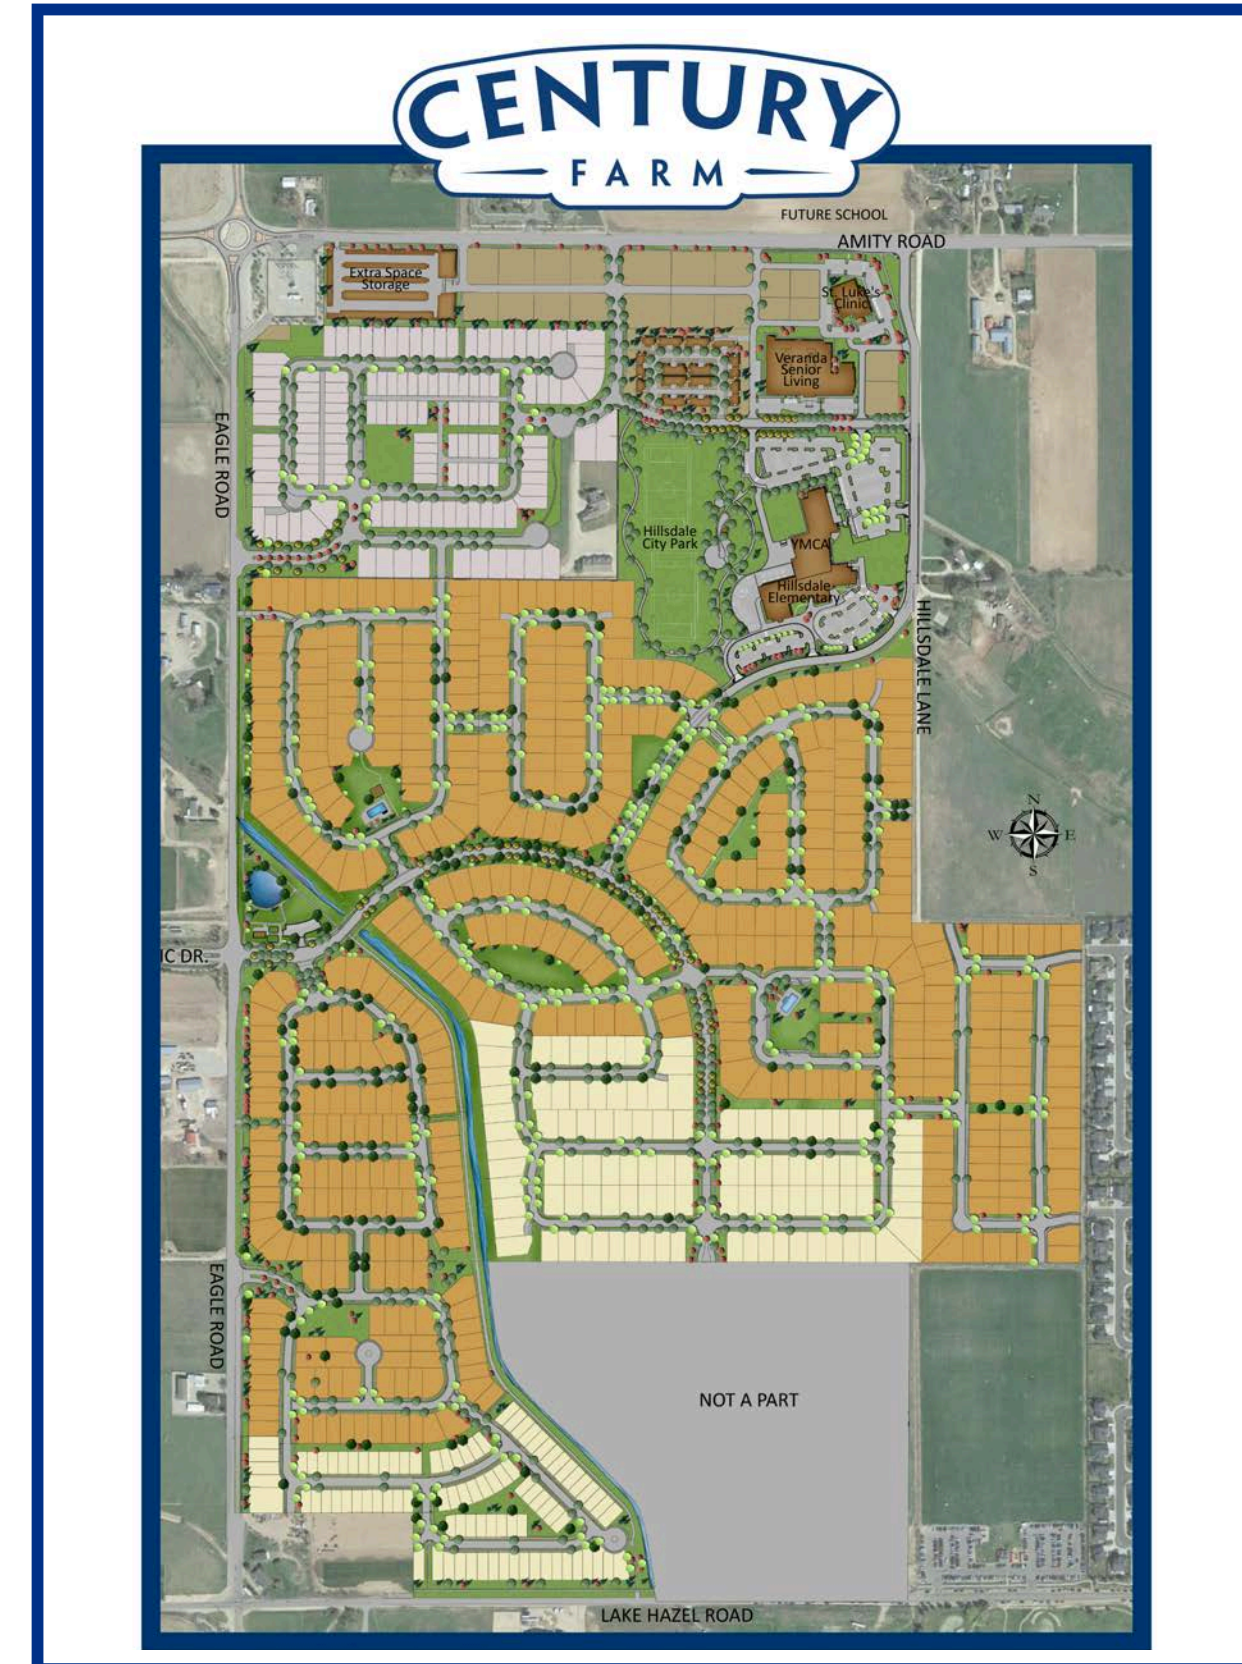 CENTURY
FARM
FUTURE SCHOOL
AMITY ROAD
Extra Space
Storage
St. Luke's
Clinic
Veranda
Senior
Living
EAGLE ROAD
Hillsdale
City Park
YMCA
Hillsdale
Elementary
HILLSDALE LANE
N
W
E
S
IC DR.
EAGLE ROAD
NOT A PART
LAKE HAZEL ROAD